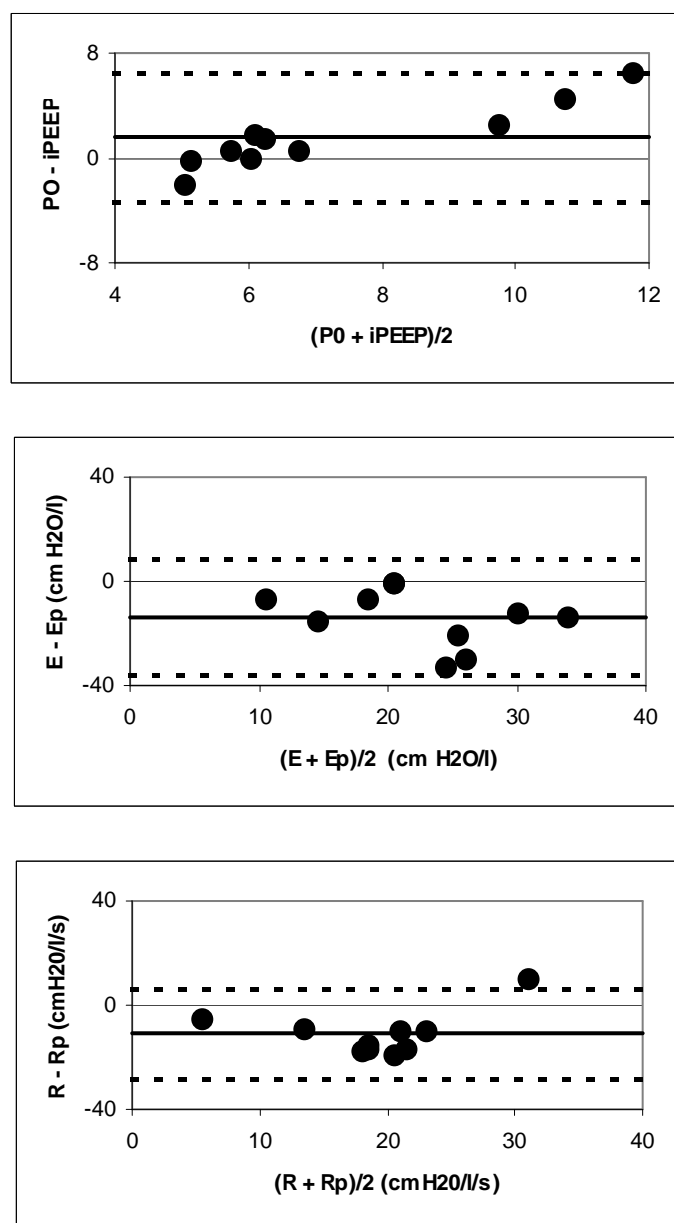 PO - iPEEP
8
0
-8
4 6 8 10 12
(P0 + iPEEP)/2
E - Ep (cm H2O/l)
40
0
-40
0 10 20 30 40
(E + Ep)/2 (cm H2O/l)
R - Rp (cmH20/l/s)
40
0
-40
0 10 20 30 40
(R + Rp)/2 (cmH20/l/s)